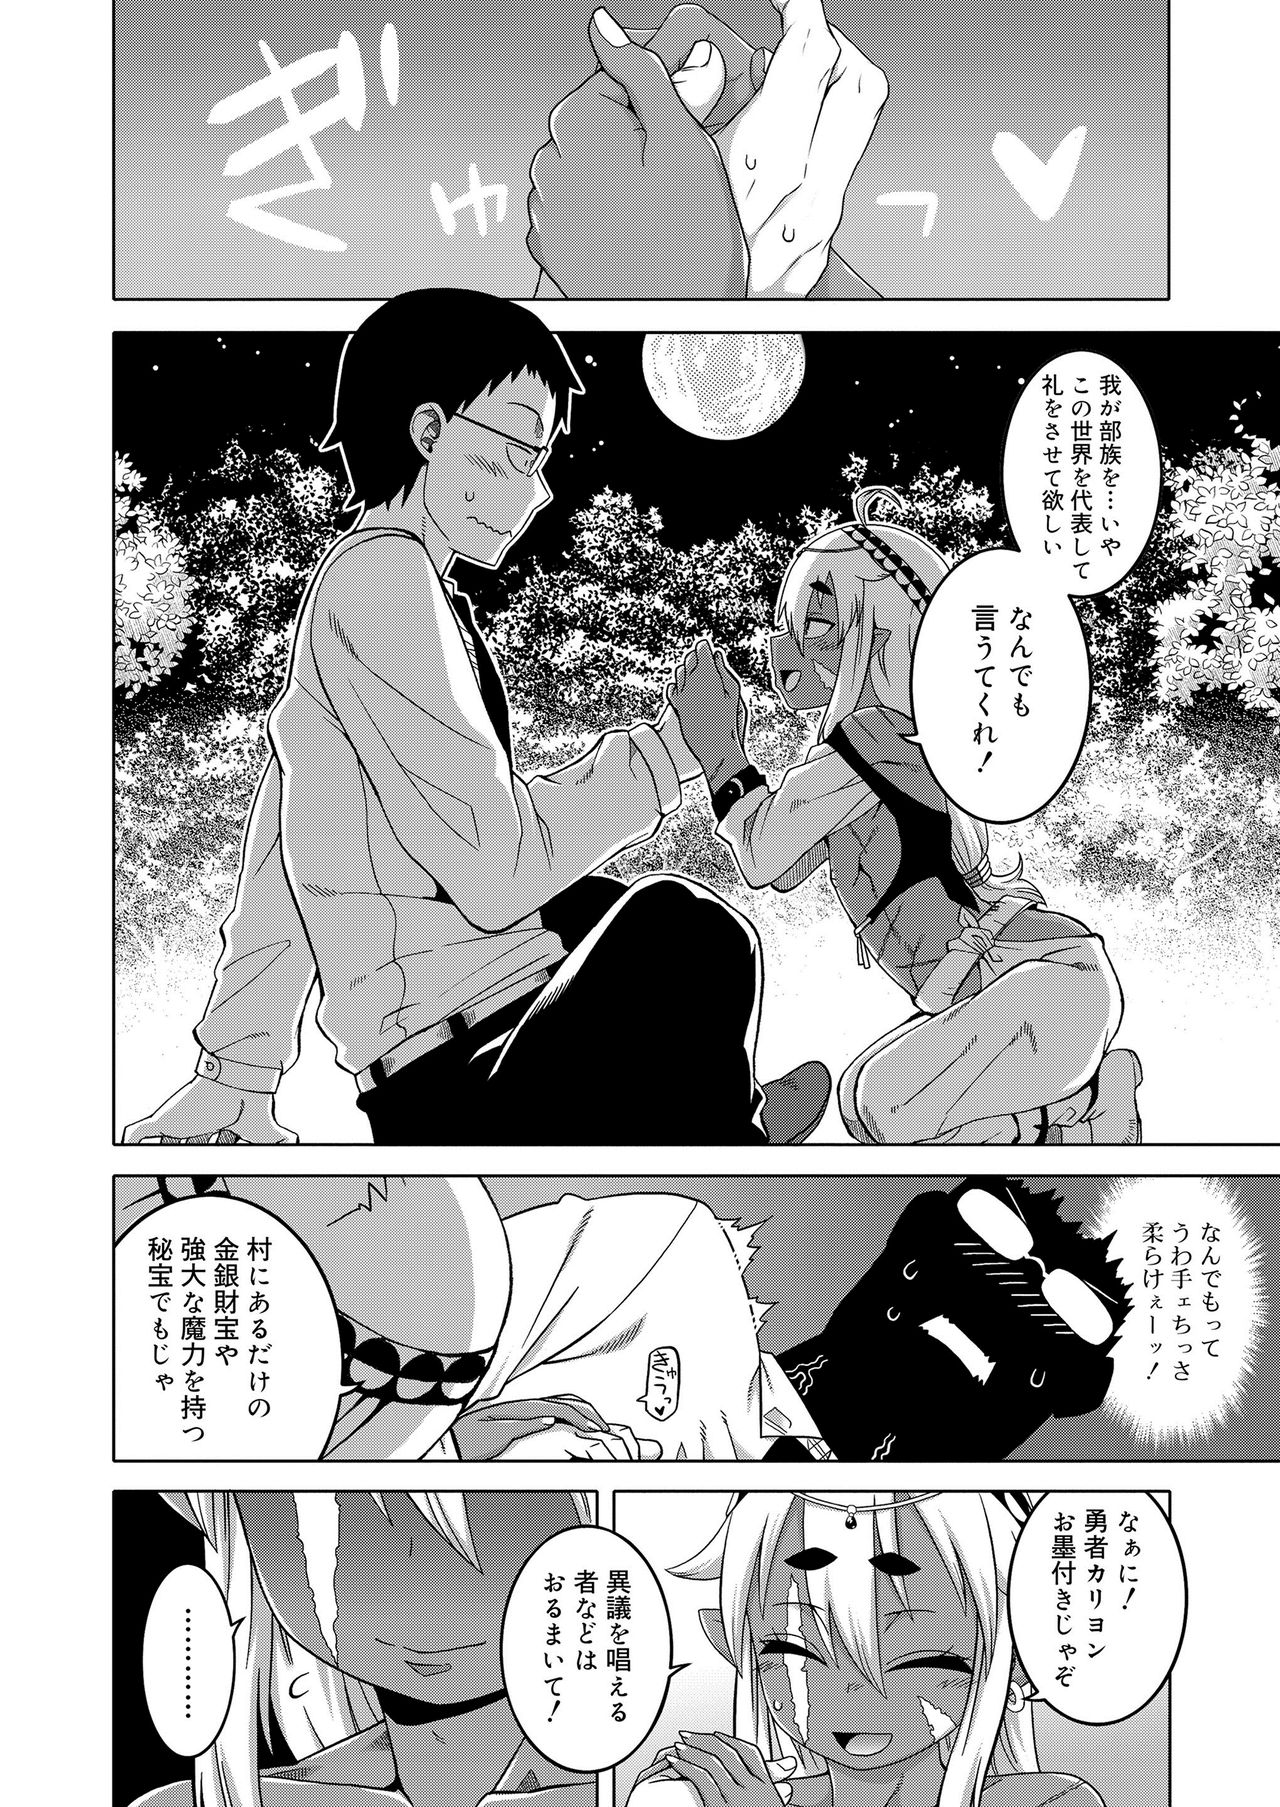 ぎゅっ
我が部族を…いや
この世界を代表して
礼をさせて欲しい
なんでも
言うてくれ！
なんでもって
うわ手ェちっさ
柔らけぇーッ！
きゅうっ
村にあるだけの
金銀財宝や
強大な魔力を持つ
秘宝でもじゃ
なぁに！
勇者カリヨン
お墨付きじゃぞ
異議を唱える
者などは
おるまいて！
…………